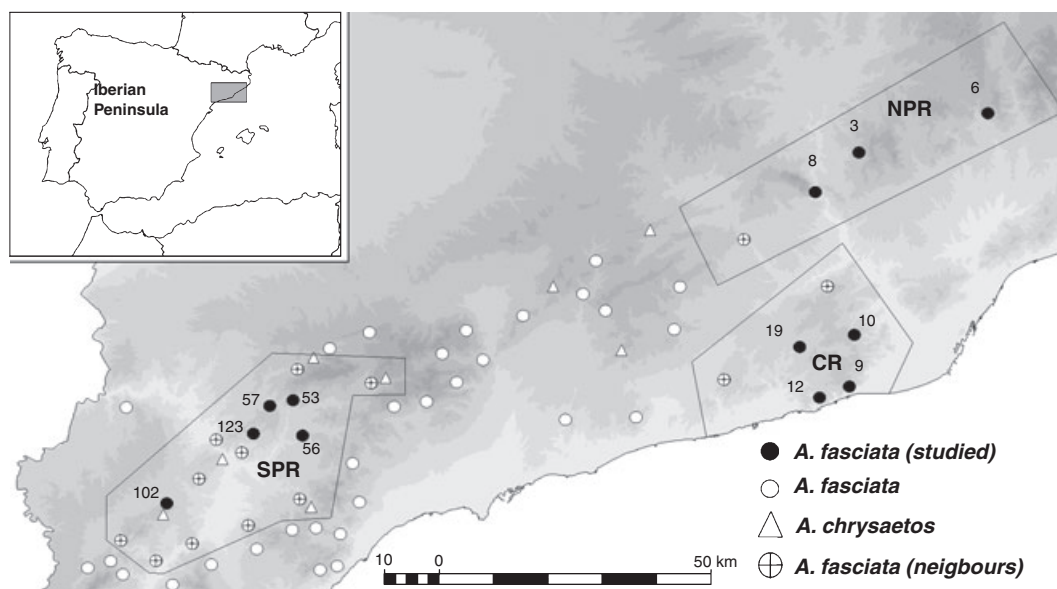 Iberian
Peninsula
NPR
6
3
8
19
10
CR
9
12
57
53
123
56
SPR
102
A. fasciata (studied)
A. fasciata
A. chrysaetos
A. fasciata (neigbours)
10 0 50 km